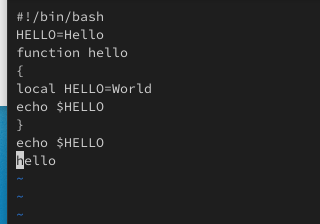 #!/bin/bash
HELLO=Hello
function hello
{
local HELLO=World
echo $HELLO
}
echo $HELLO
hello
~
~
~